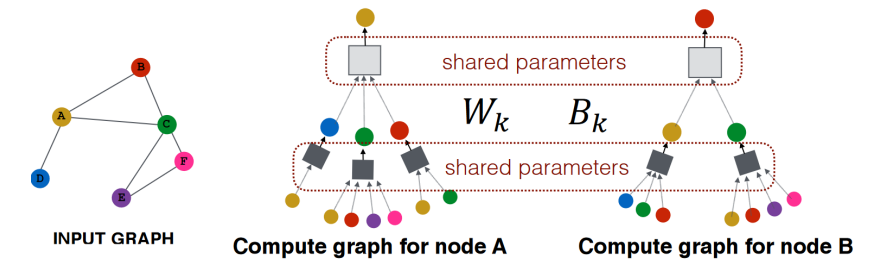 shared parameters
B
A
C
F
D
E
W_k B_k
shared parameters
INPUT GRAPH
Compute graph for node A
Compute graph for node B